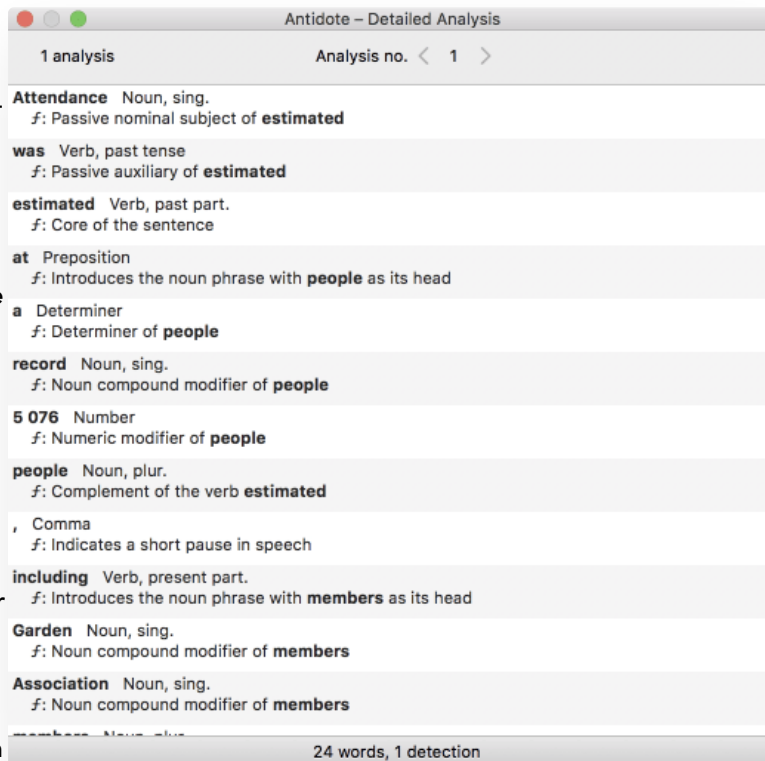 Antidote – Detailed Analysis
1 analysis Analysis no. < 1 >
Attendance Noun, sing.
ƒ: Passive nominal subject of estimated
was Verb, past tense
ƒ: Passive auxiliary of estimated
estimated Verb, past part.
ƒ: Core of the sentence
at Preposition
ƒ: Introduces the noun phrase with people as its head
a Determiner
ƒ: Determiner of people
record Noun, sing.
ƒ: Noun compound modifier of people
5 076 Number
ƒ: Numeric modifier of people
people Noun, plur.
ƒ: Complement of the verb estimated
, Comma
ƒ: Indicates a short pause in speech
including Verb, present part.
ƒ: Introduces the noun phrase with members as its head
Garden Noun, sing.
ƒ: Noun compound modifier of members
Association Noun, sing.
ƒ: Noun compound modifier of members
24 words, 1 detection